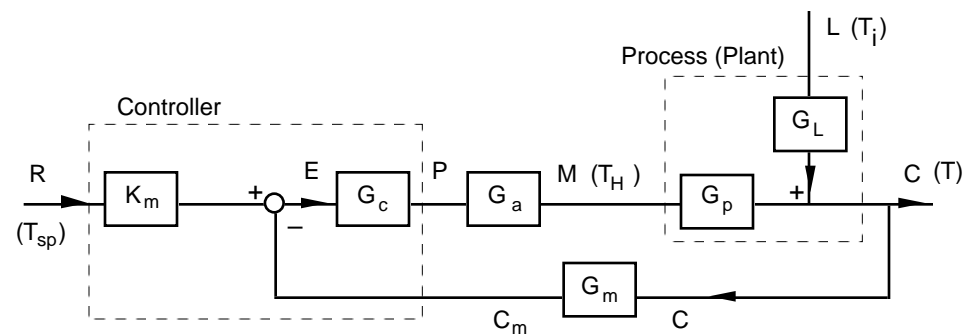 L (T_i)
Process (Plant)
Controller
G_L
R
E
P
M (T_H)
C (T)
K_m
+
G_c
G_a
G_p
+
(T_sp)
−
G_m
C_m
C